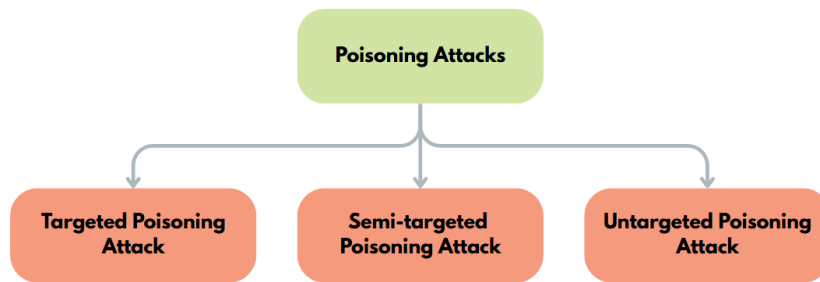 Poisoning Attacks
Targeted Poisoning
Attack
Semi-targeted
Poisoning Attack
Untargeted Poisoning
Attack